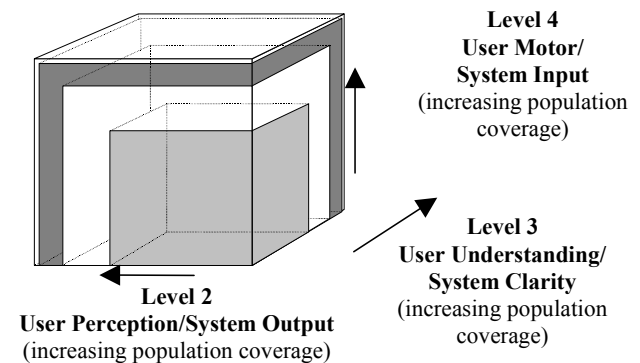 Level 4
User Motor/
System Input
(increasing population
coverage)
Level 3
User Understanding/
System Clarity
(increasing population
coverage)
Level 2
User Perception/System Output
(increasing population coverage)